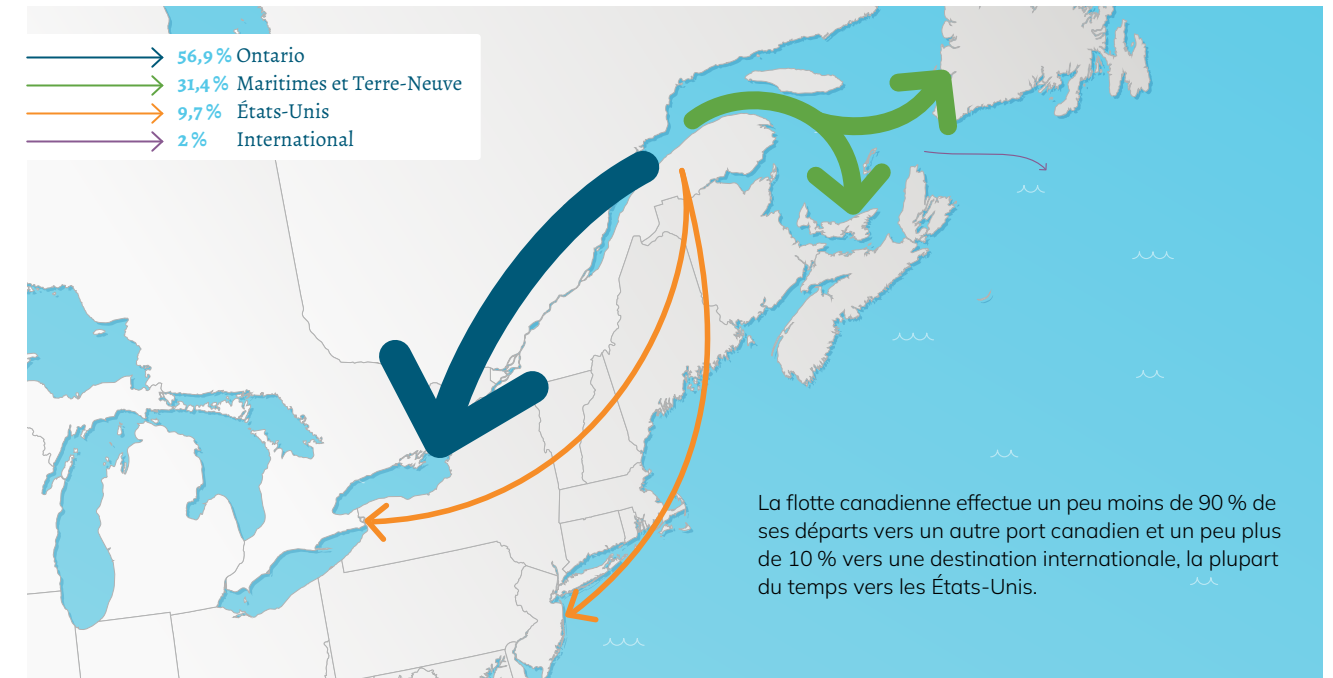 56,9 % Ontario
31,4 % Maritimes et Terre-Neuve
9,7 % États-Unis
2 % International
La flotte canadienne effectue un peu moins de 90 % de
ses départs vers un autre port canadien et un peu plus
de 10 % vers une destination internationale, la plupart
du temps vers les États-Unis.